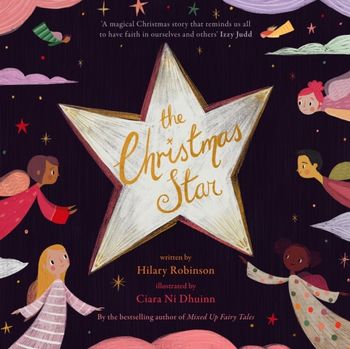 'A magical Christmas story that reminds us all
to have faith in ourselves and others' Izzy Judd
the
Christmas
Star
written by
Hilary Robinson
illustrated by
Ciara Ni Dhuinn
By the bestselling author of Mixed Up Fairy Tales